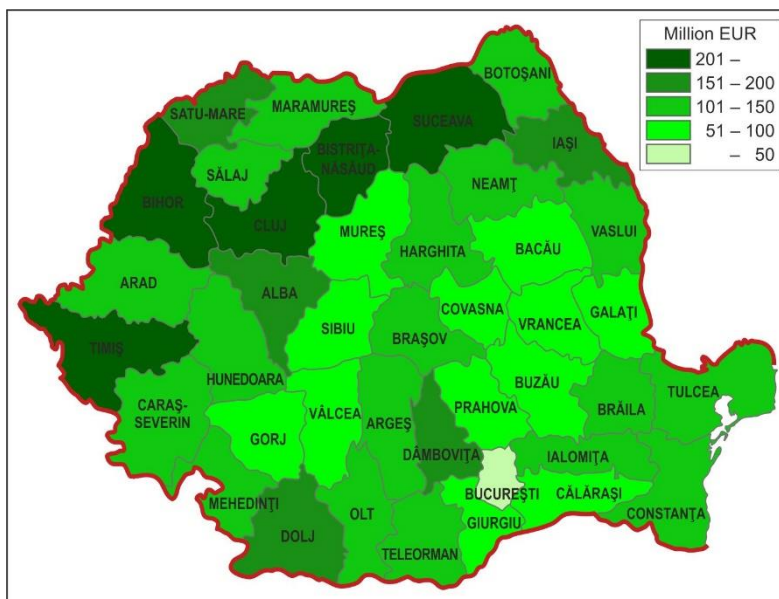 Million EUR
201 –
151 – 200
101 – 150
51 – 100
– 50
BOTOŞANI
SATU-MARE
MARAMUREŞ
SUCEAVA
IAŞI
BISTRIŢA-
NĂSĂUD
SĂLAJ
NEAMŢ
BIHOR
CLUJ
MUREŞ
VASLUI
HARGHITA
BACĂU
ARAD
ALBA
COVASNA
GALAŢI
SIBIU
VRANCEA
BRAŞOV
TIMIŞ
HUNEDOARA
BUZĂU
TULCEA
CARAŞ-
SEVERIN
VÂLCEA
PRAHOVA
BRĂILA
ARGEŞ
GORJ
DÂMBOVIŢA
IALOMIŢA
BUCUREŞTI
CĂLĂRAŞI
MEHEDINŢI
CONSTANŢA
OLT
GIURGIU
DOLJ
TELEORMAN